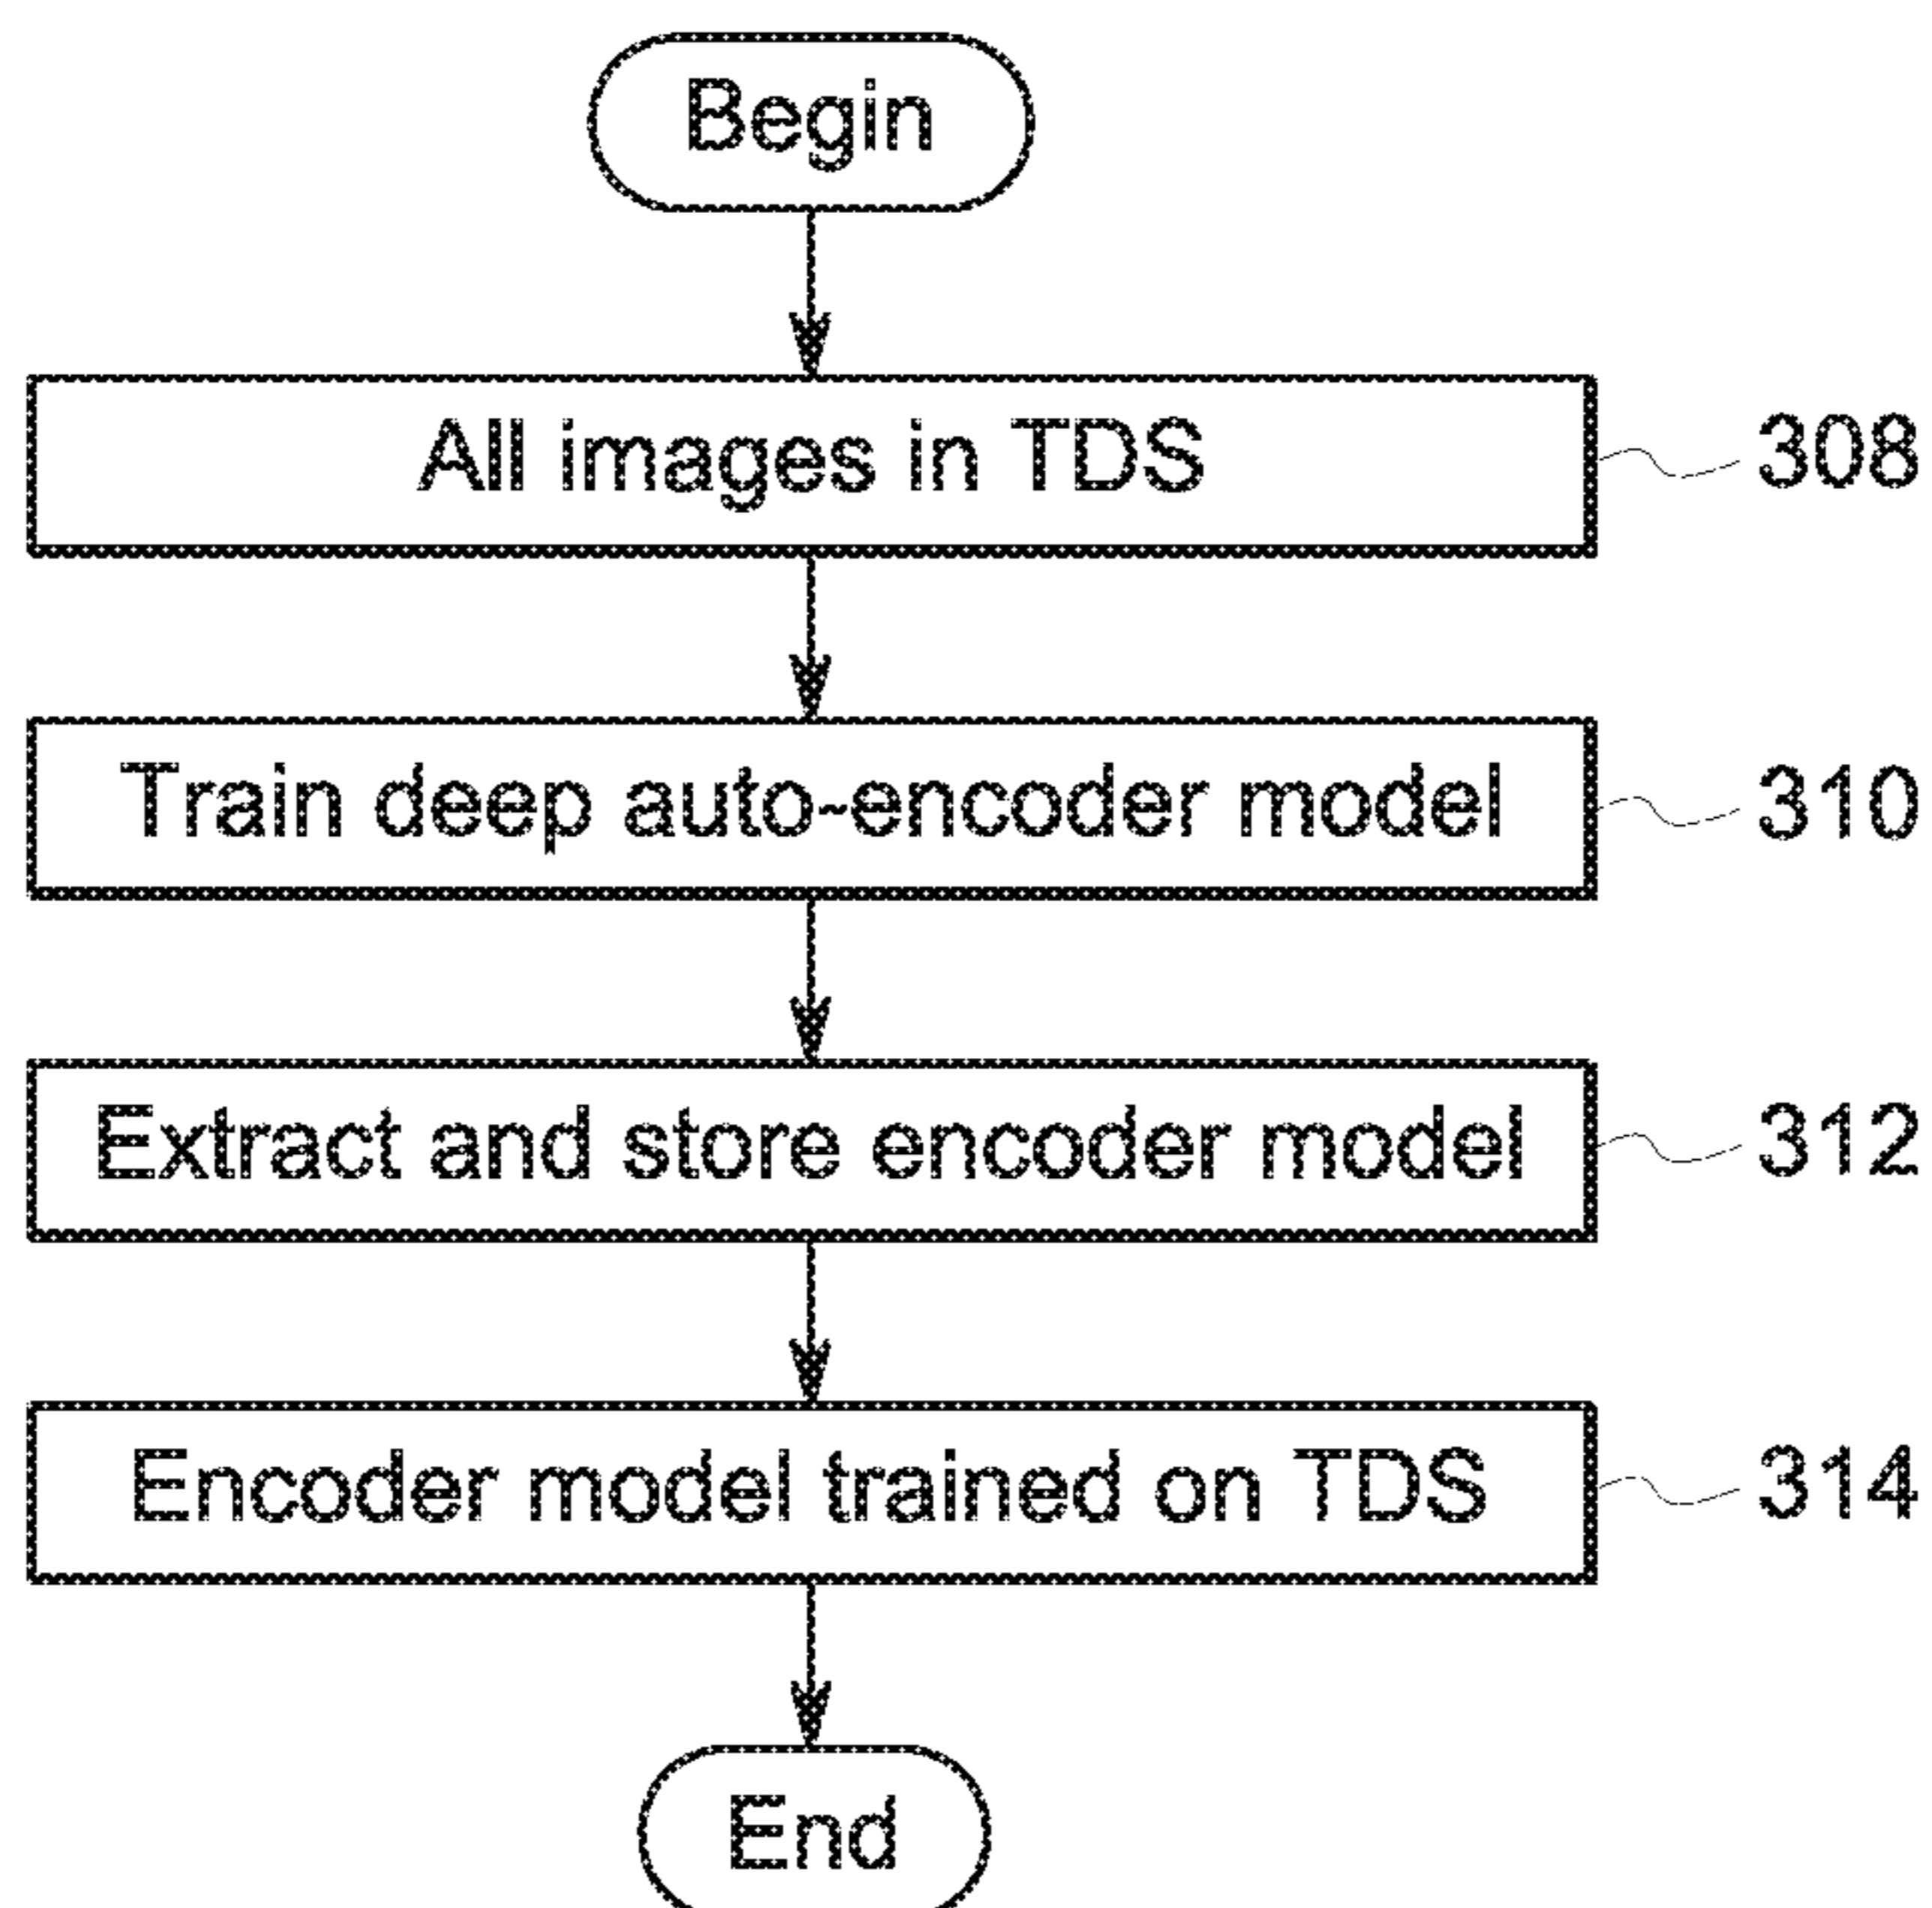 Begin
All images in TDS 308
Train deep auto-encoder model 310
Extract and store encoder model 312
Encoder model trained on TDS 314
End